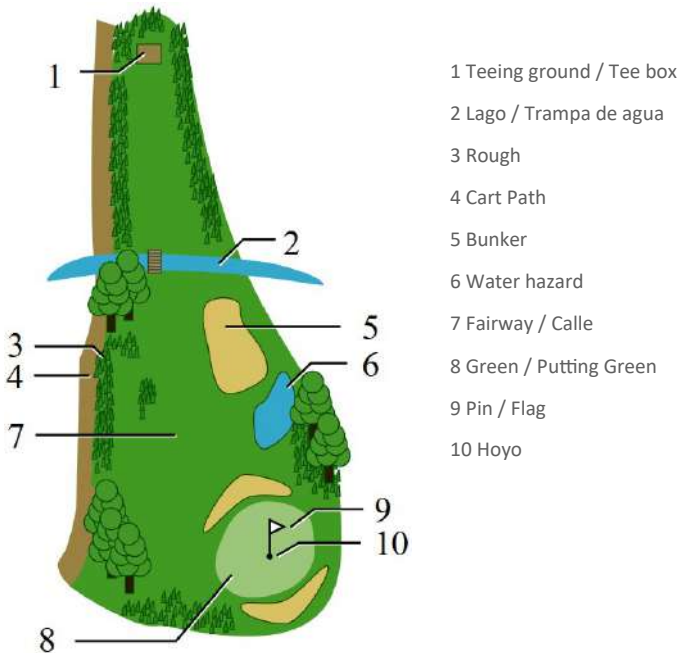 1
2
3
4
5
6
7
8
9
10
1 Teeing ground / Tee box
2 Lago / Trampa de agua
3 Rough
4 Cart Path
5 Bunker
6 Water hazard
7 Fairway / Calle
8 Green / Putting Green
9 Pin / Flag
10 Hoyo